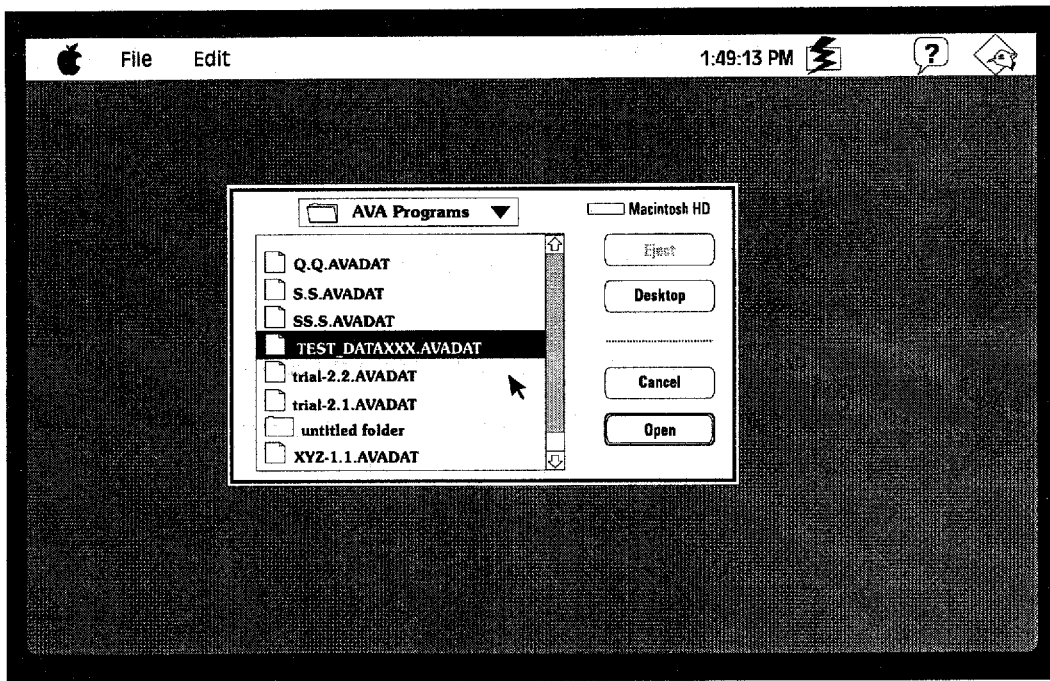 File Edit 1:49:13 PM ?
AVA Programs Macintosh HD
Q.Q.AVADAT
S.S.AVADAT
SS.S.AVADAT
TEST_DATAXXX.AVADAT
trial-2.2.AVADAT
trial-2.1.AVADAT
untitled folder
XYZ-1.1.AVADAT
Eject
Desktop
Cancel
Open